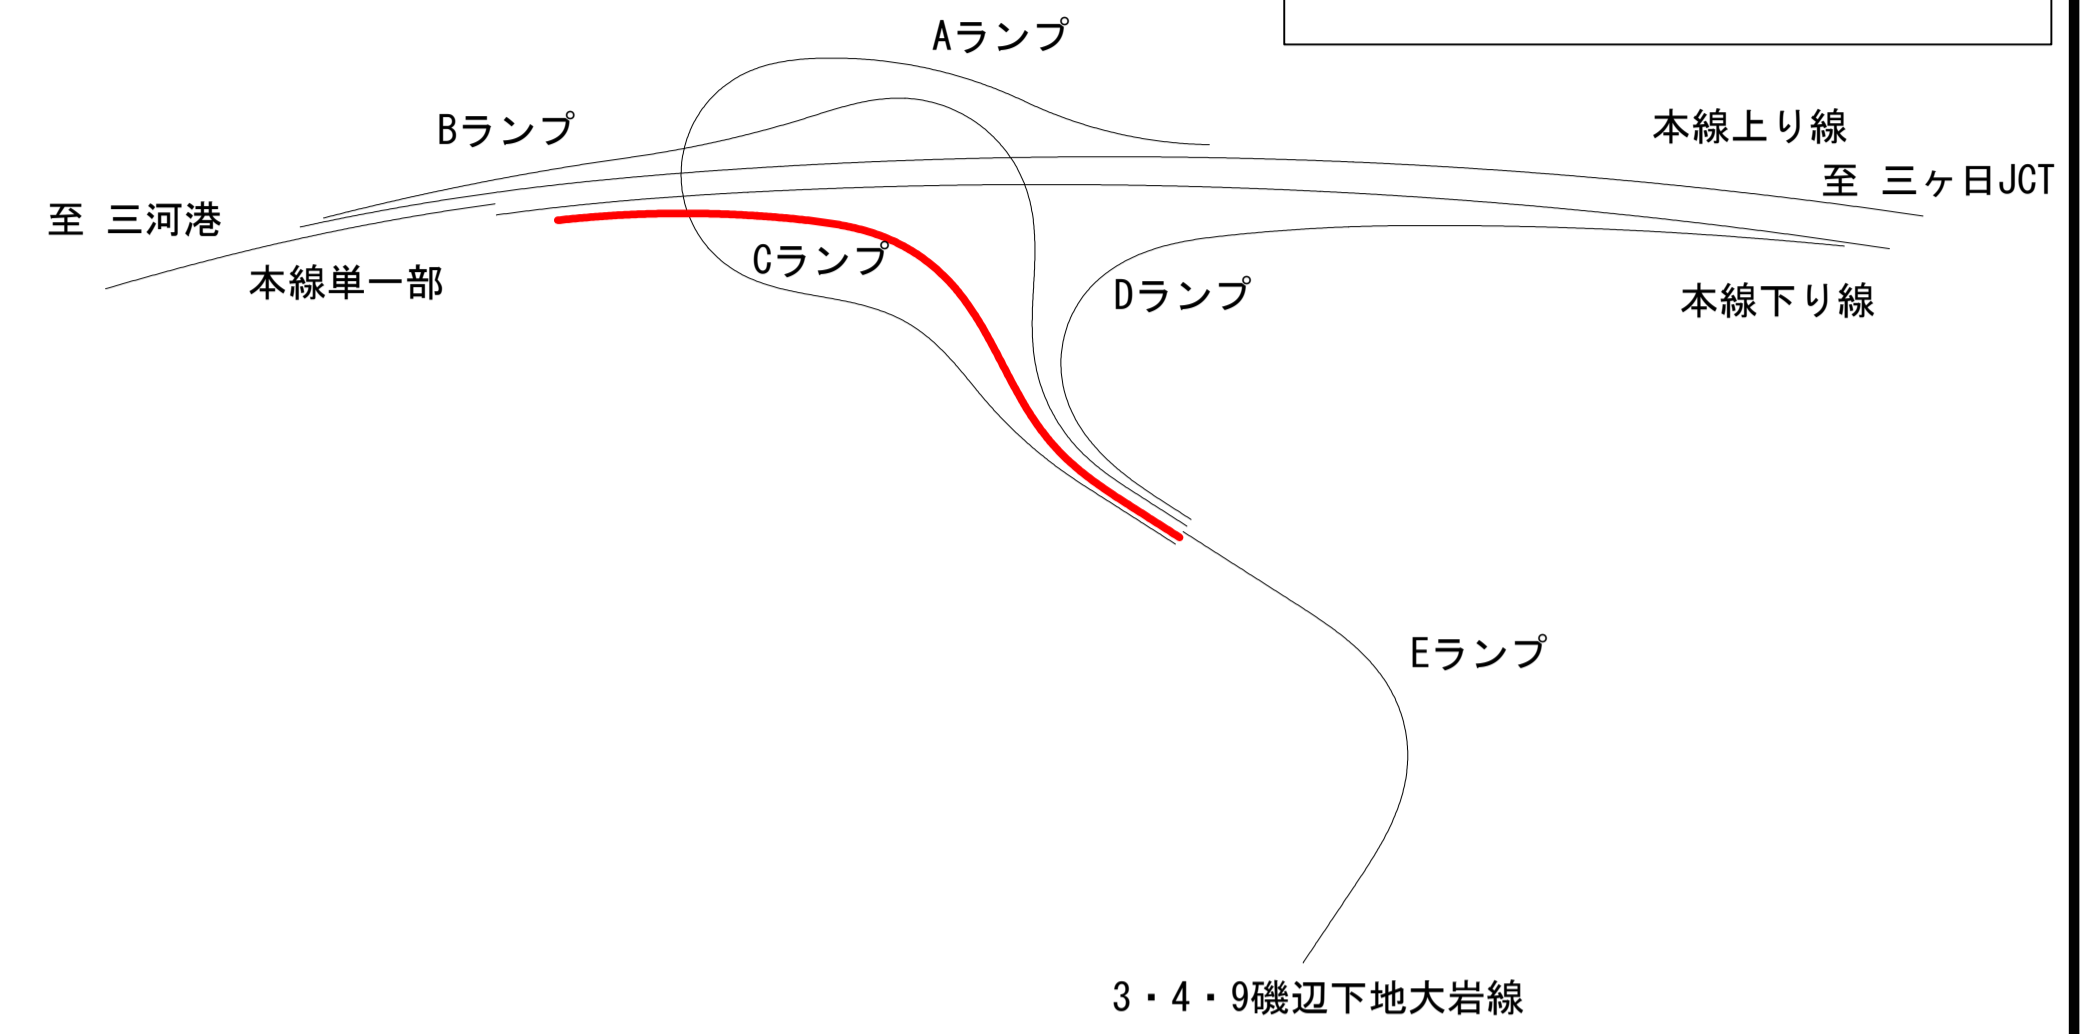 Aランプ
Bランプ
本線上り線
至 三ヶ日JCT
至 三河港
Cランプ
本線単一部
Dランプ
本線下り線
Eランプ
3・4・9磯辺下地大岩線